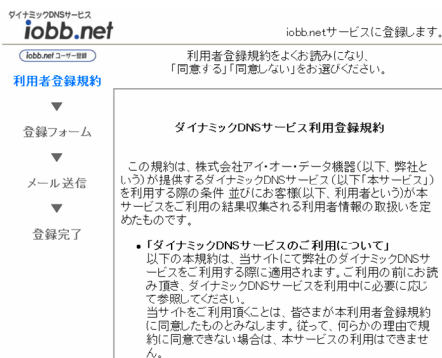 ダイナミックDNSサービス
iobb.net
iobb.netサービスに登録します。
iobb.net ユーザー登録
利用者登録規約をよくお読みになり、
「同意する」「同意しない」をお選びください。
利用者登録規約
▼
登録フォーム
▼
メール送信
▼
登録完了
ダイナミックDNSサービス利用登録規約
この規約は、株式会社アイ・オー・データ機器(以下、弊社と
いう)が提供するダイナミックDNSサービス(以下「本サービス」)
を利用する際の条件 並びにお客様(以下、利用者という)が本
サービスをご利用の結果収集される利用者情報の取扱いを定
めたものです。
• 「ダイナミックDNSサービスのご利用について」
以下の本規約は、当サイトにて弊社のダイナミックDNSサ
ービスをご利用する際に適用されます。ご利用の前にお読
み頂き、ダイナミックDNSサービスを利用中に必要に応じ
て参照してください。
当サイトをご利用頂くことは、皆さまが本利用者登録規約
に同意したものとみなします。従って、何らかの理由で規
約に同意できない場合は、本サービスの利用はできませ
ん。